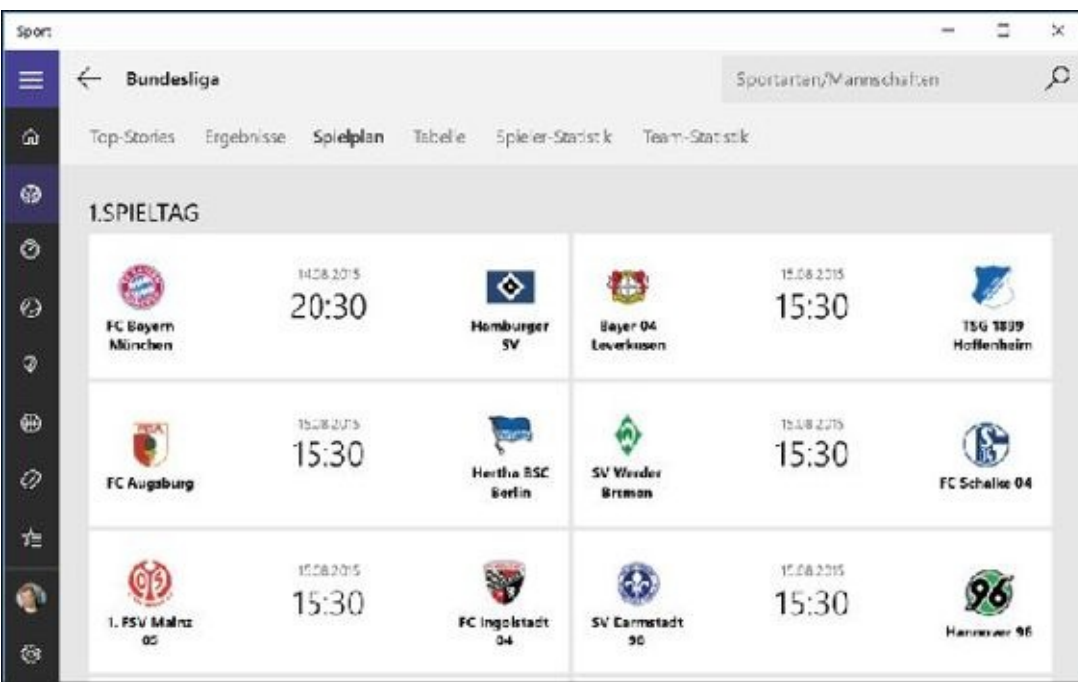 Sport
Bundesliga
Sportarten/Mannschaften
Top-Stories Ergebnisse Spielplan Tabelle Spieler-Statistik Team-Statistik
1.SPIELTAG
14.08.2015
20:30
FC Bayern
München
Hamburger
SV
15.08.2015
15:30
Bayer 04
Leverkusen
TSG 1899
Hoffenheim
15.08.2015
15:30
FC Augsburg
Hertha BSC
Berlin
15.08.2015
15:30
SV Werder
Bremen
FC Schalke 04
15.08.2015
15:30
1. FSV Mainz
05
FC Ingolstadt
04
15.08.2015
15:30
SV Darmstadt
98
96
Hannover 96